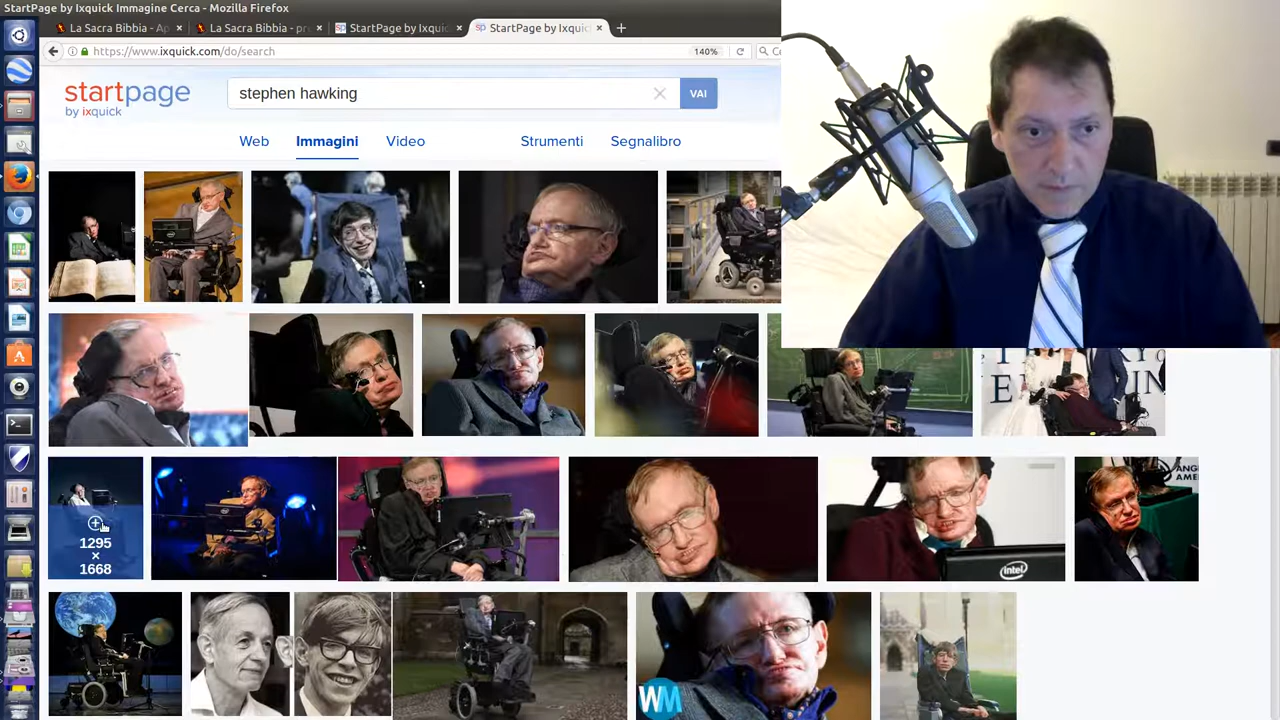 StartPage by Ixquick Immagine Cerca - Mozilla Firefox
La Sacra Bibbia - Ap
La Sacra Bibbia - pr
StartPage by Ixquic
StartPage by Ixquic
https://www.ixquick.com/do/search
140%
startpage
by ixquick
stephen hawking
VAI
Web
Immagini
Video
Strumenti
Segnalibro
1295
×
1668
intel
ANG
AME
WM